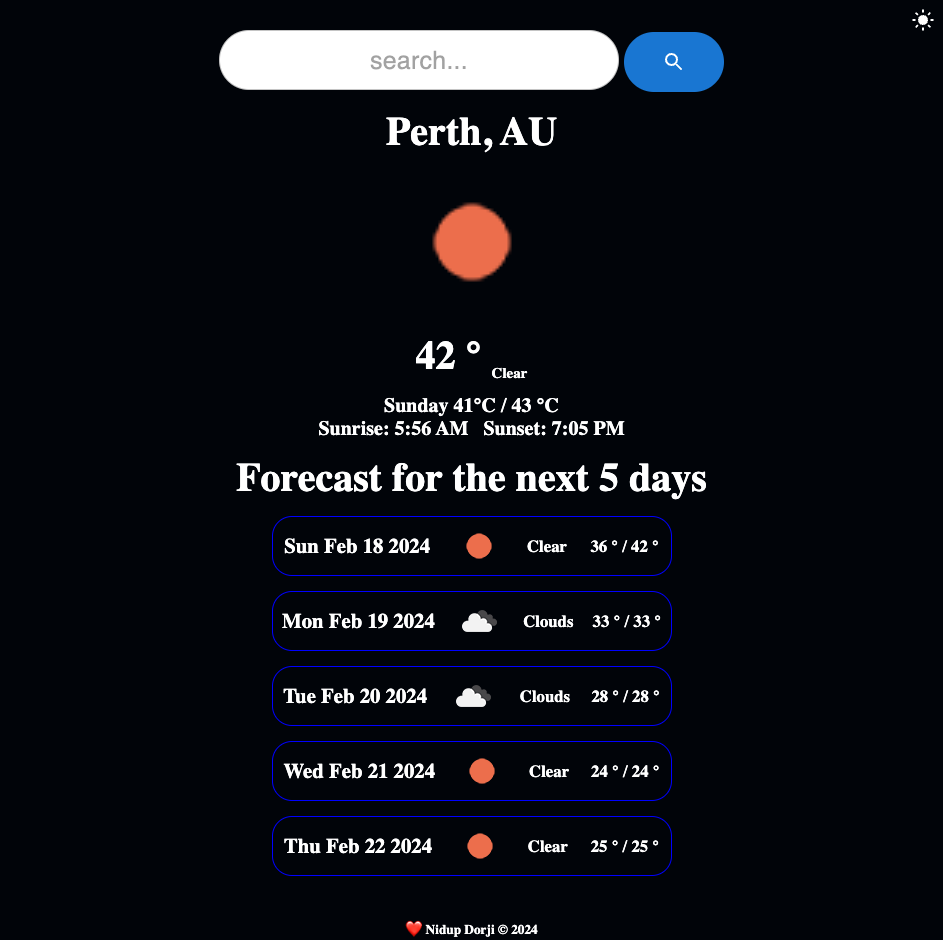 search...
Perth, AU
42 ° Clear
Sunday 41°C / 43 °C
Sunrise: 5:56 AM Sunset: 7:05 PM
Forecast for the next 5 days
Sun Feb 18 2024 Clear 36 ° / 42 °
Mon Feb 19 2024 Clouds 33 ° / 33 °
Tue Feb 20 2024 Clouds 28 ° / 28 °
Wed Feb 21 2024 Clear 24 ° / 24 °
Thu Feb 22 2024 Clear 25 ° / 25 °
❤️ Nidup Dorji © 2024